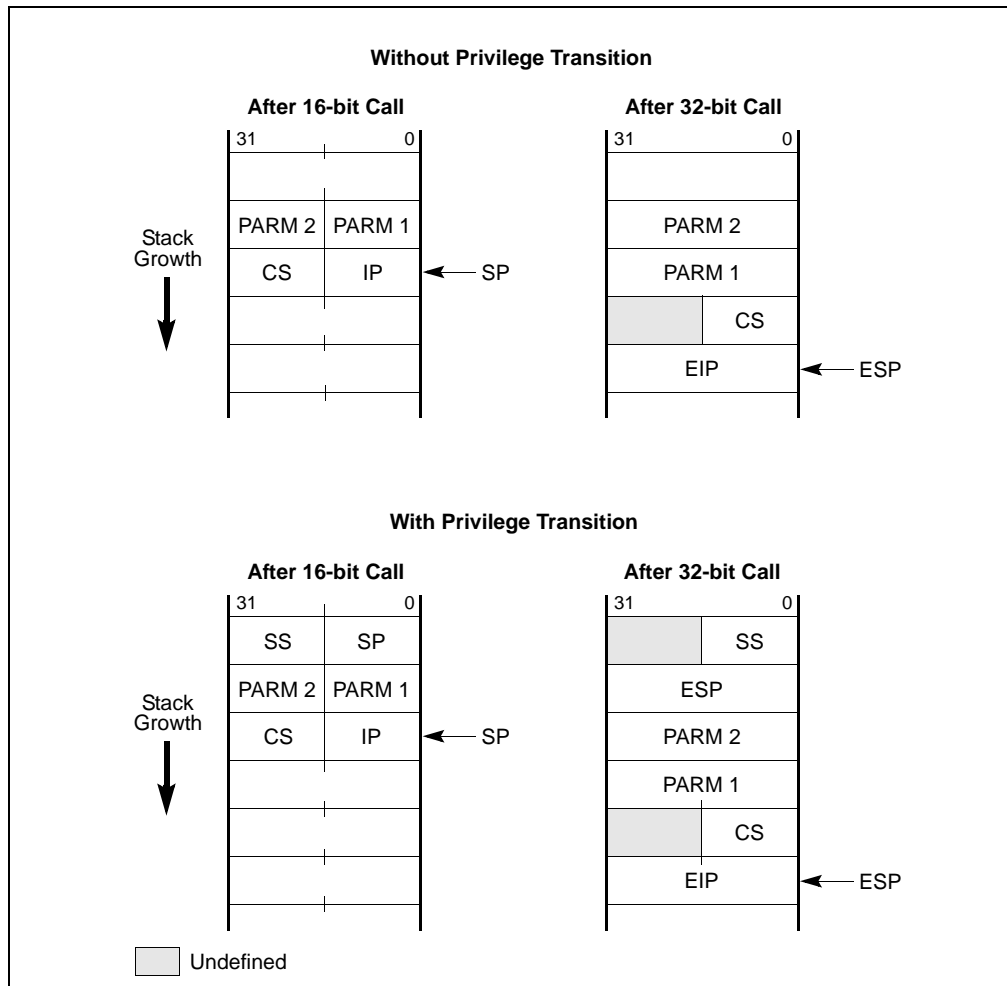 Without Privilege Transition
After 16-bit Call
After 32-bit Call
31 0
31 0
PARM 2 PARM 1
PARM 2
Stack
Growth
CS IP
SP
PARM 1
CS
EIP
ESP
With Privilege Transition
After 16-bit Call
After 32-bit Call
31 0
31 0
SS SP
SS
PARM 2 PARM 1
ESP
Stack
Growth
CS IP
SP
PARM 2
PARM 1
CS
EIP
ESP
Undefined